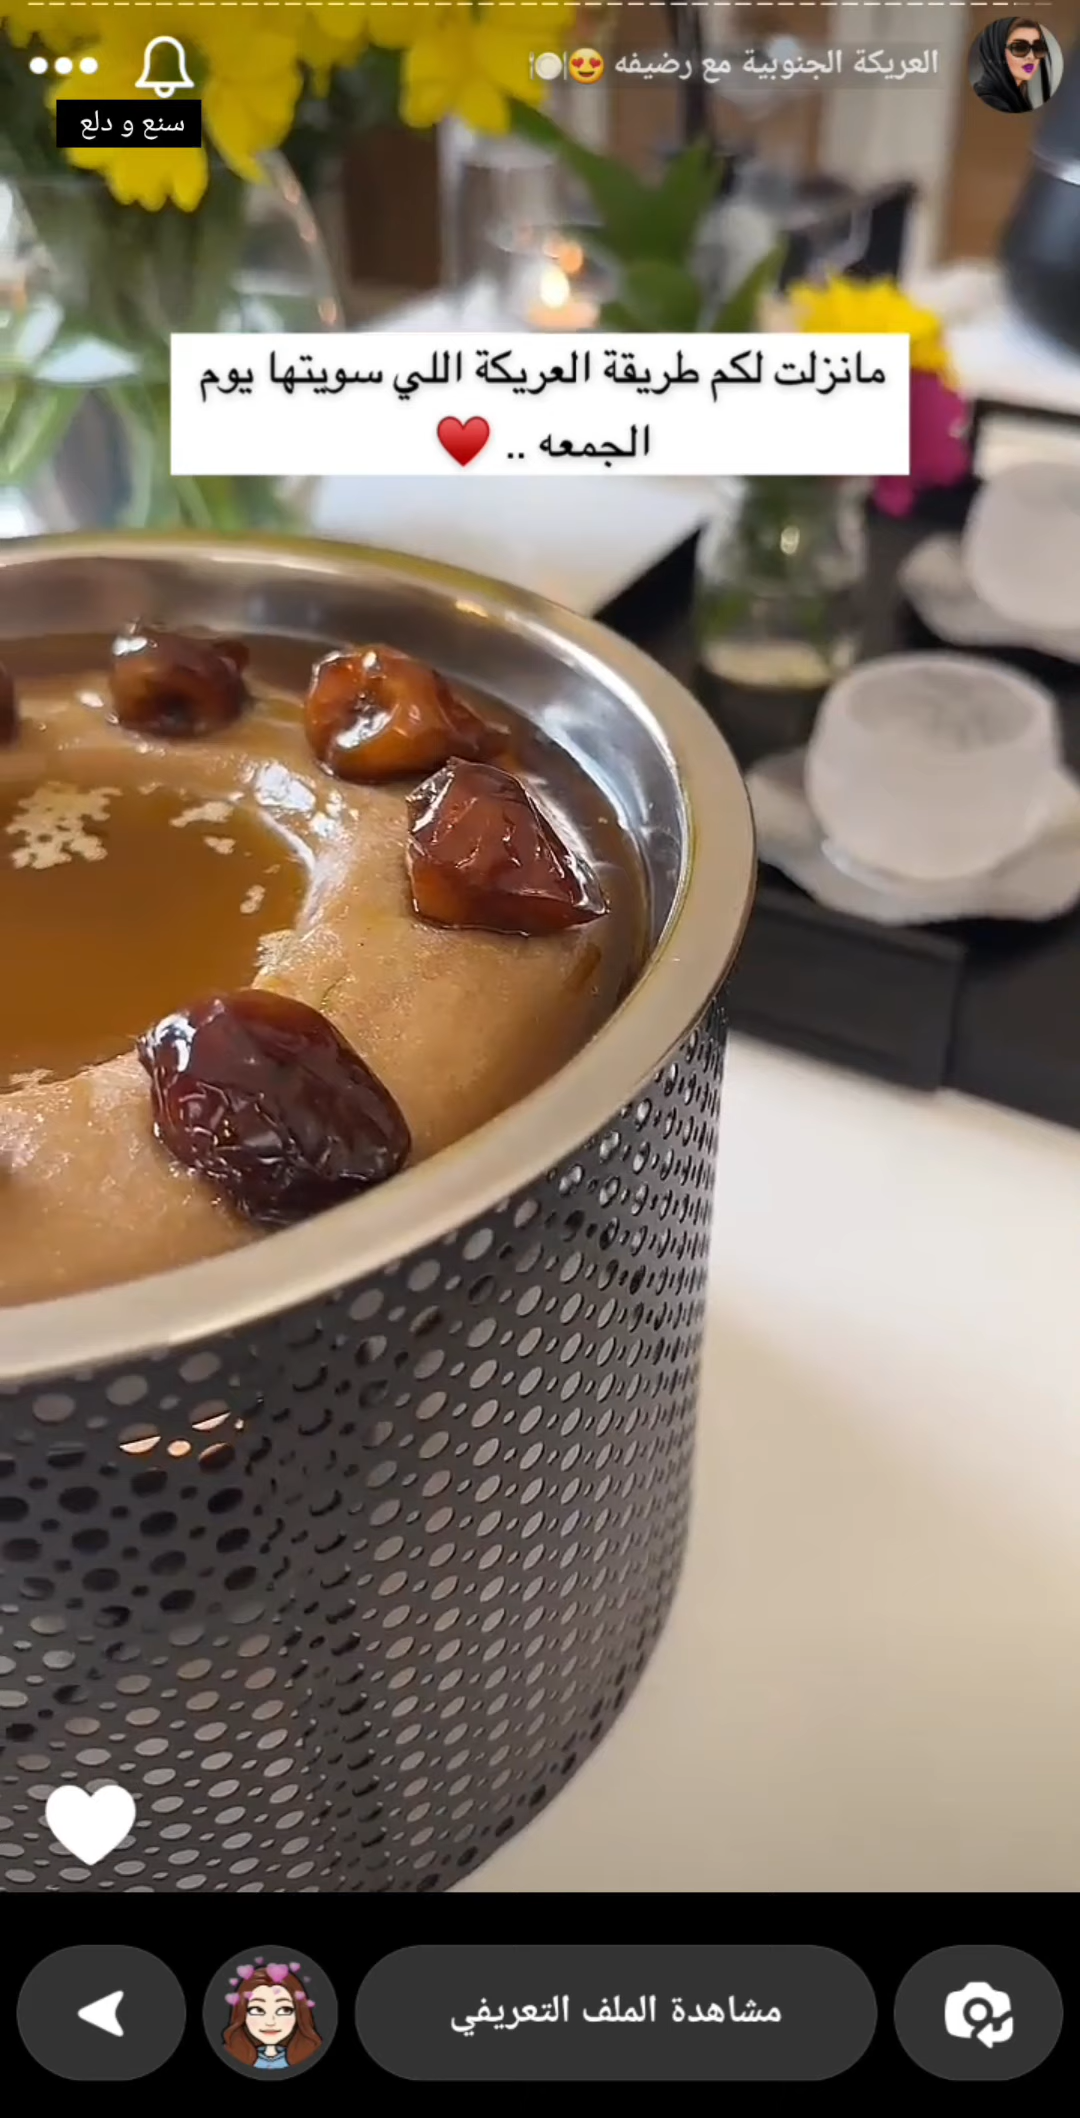 العريكة الجنوبية مع رضيفه 😍🍽
سنع و دلع
مانزلت لكم طريقة العريكة اللي سويتها يوم
الجمعه .. ♥️
مشاهدة الملف التعريفي